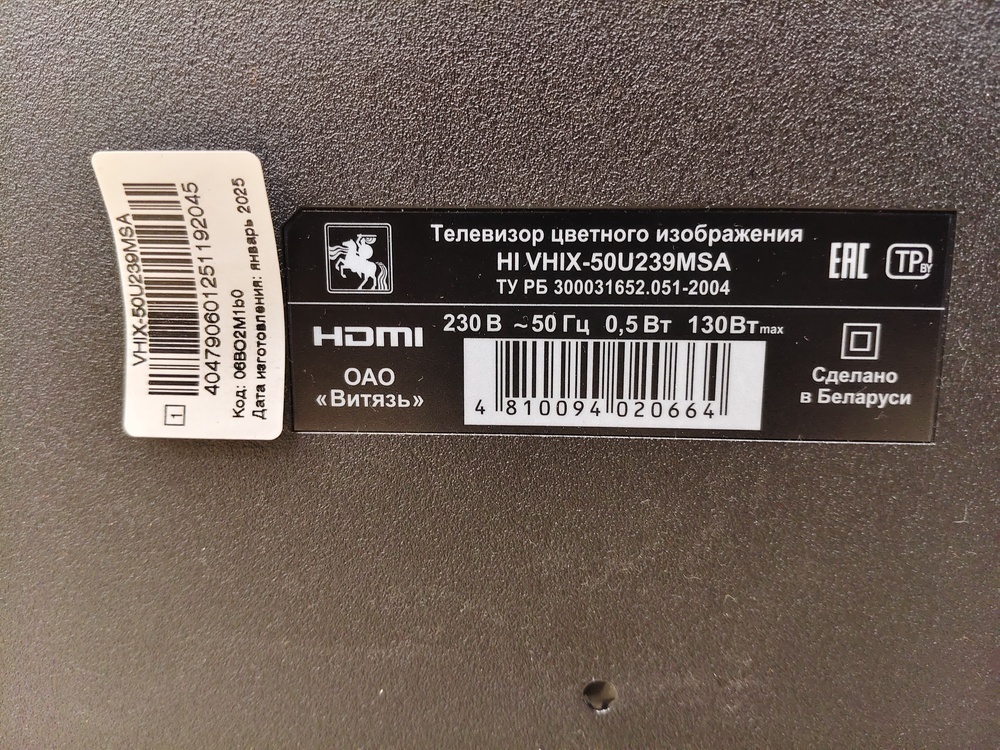 VHIX-50U239MSA
404790601251192045
Код: 06BO2M1b0
Дата изготовления: январь 2025
1
Телевизор цветного изображения
HI VHIX-50U239MSA
ТУ РБ 300031652.051-2004
EAC
TP BY
HDMI
230 В ~50 Гц 0,5 Вт 130Вт max
ОАО
«Витязь»
4 810094 020664
Сделано
в Беларуси